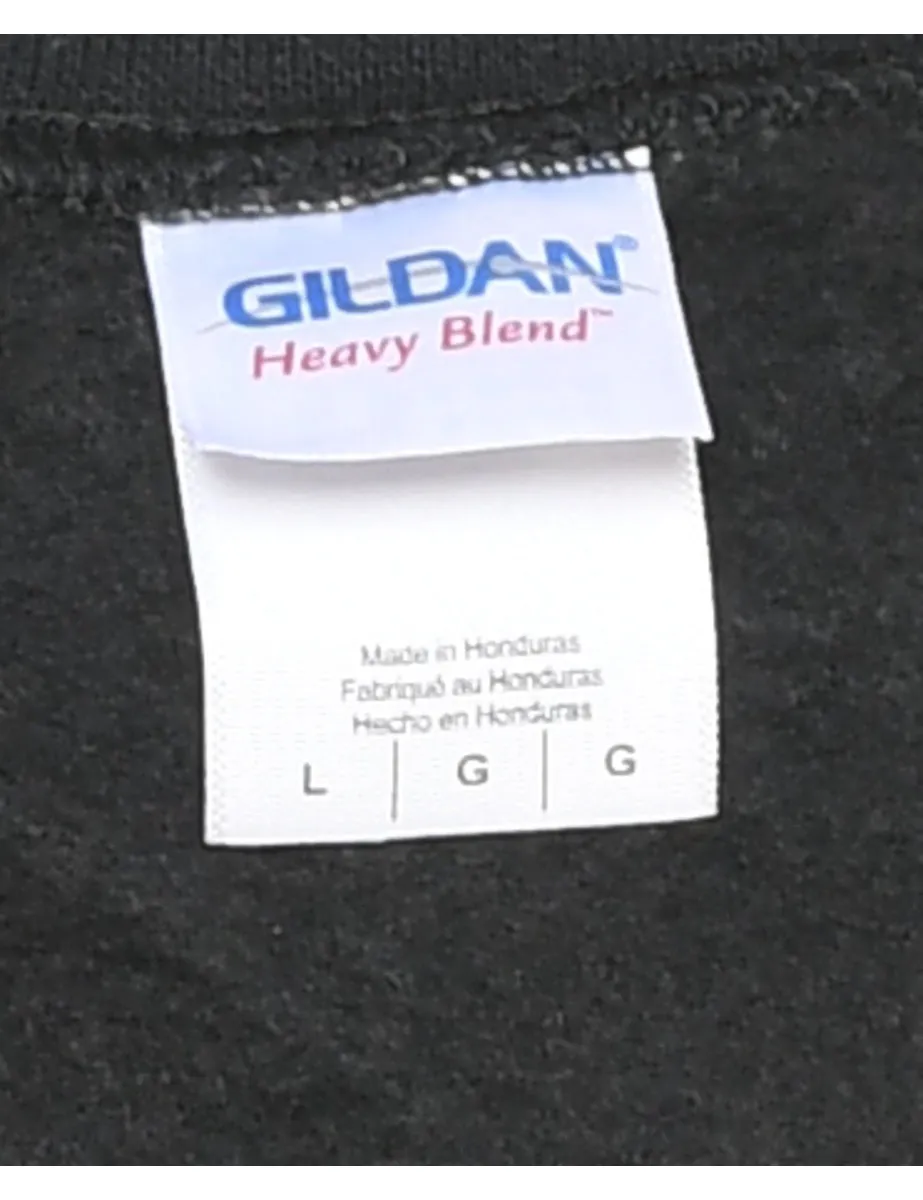 GILDAN®
Heavy Blend™
Made in Honduras
Fabriqué au Honduras
Hecho en Honduras
L | G | G